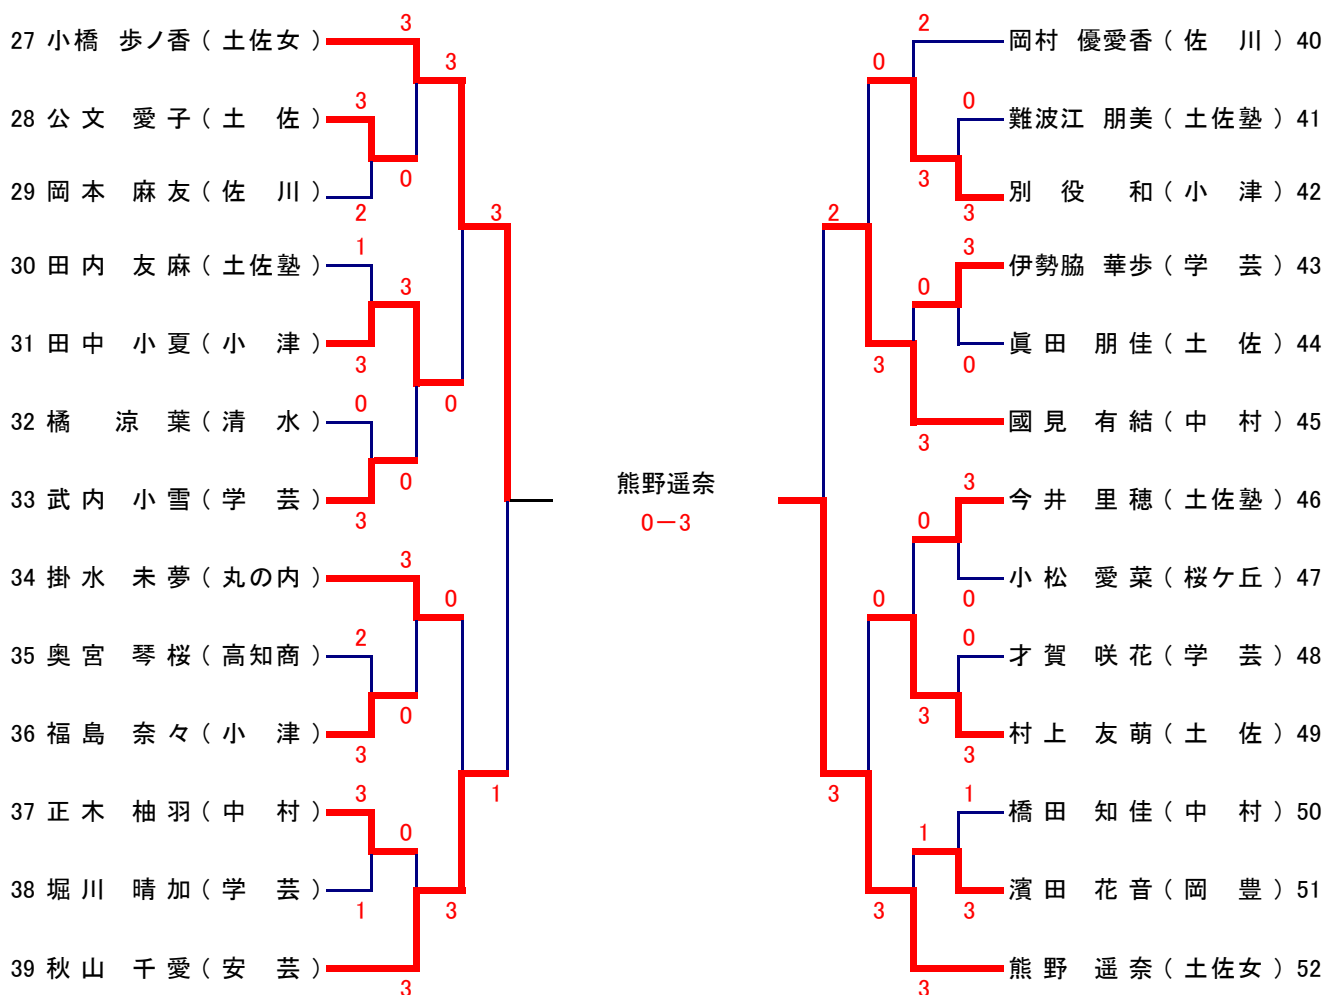 27 小橋 歩ノ香 ( 土佐女 )
28 公文 愛子 ( 土 佐 )
29 岡本 麻友 ( 佐 川 )
30 田内 友麻 ( 土佐塾 )
31 田中 小夏 ( 小 津 )
32 橘 涼葉 ( 清 水 )
33 武内 小雪 ( 学 芸 )
34 掛水 未夢 ( 丸の内 )
35 奥宮 琴桜 ( 高知商 )
36 福島 奈々 ( 小 津 )
37 正木 柚羽 ( 中 村 )
38 堀川 晴加 ( 学 芸 )
39 秋山 千愛 ( 安 芸 )
3
3
3
0
2
3
1
3
3
0
0
0
3
3
0
2
0
3
3
0
1
1
3
3
熊野遥奈
0－3
2
0
0
3
3
2
3
0
0
3
3
3
0
0
0
0
3
3
3
1
1
3
3
3
岡村 優愛香 ( 佐 川 ) 40
難波江 朋美 ( 土佐塾 ) 41
別役 和 ( 小 津 ) 42
伊勢脇 華歩 ( 学 芸 ) 43
眞田 朋佳 ( 土 佐 ) 44
國見 有結 ( 中 村 ) 45
今井 里穂 ( 土佐塾 ) 46
小松 愛菜 ( 桜ケ丘 ) 47
才賀 咲花 ( 学 芸 ) 48
村上 友萌 ( 土 佐 ) 49
橋田 知佳 ( 中 村 ) 50
濱田 花音 ( 岡 豊 ) 51
熊野 遥奈 ( 土佐女 ) 52